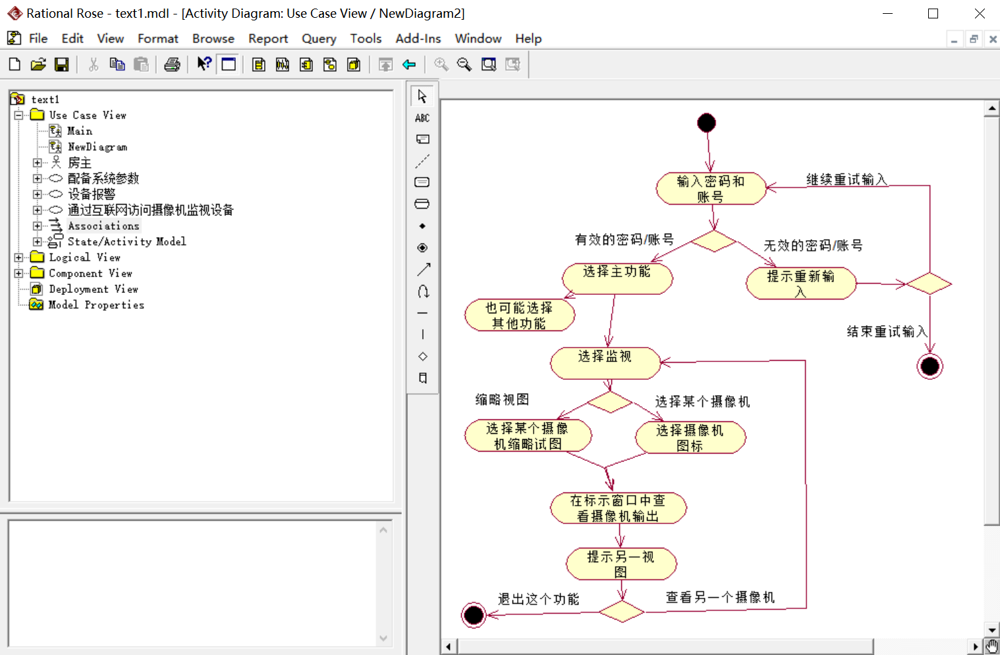 Rational Rose - text1.mdl - [Activity Diagram: Use Case View / NewDiagram2]
File Edit View Format Browse Report Query Tools Add-Ins Window Help
text1
Use Case View
Main
NewDiagram
房主
配备系统参数
设备报警
通过互联网访问摄像机监视设备
Associations
State/Activity Model
Logical View
Component View
Deployment View
Model Properties
ABC
输入密码和
账号
继续重试输入
有效的密码/账号
无效的密码/账号
选择主功能
提示重新输
入
也可能选择
其他功能
结束重试输入
选择监视
缩略视图
选择某个摄像机
选择某个摄像
机缩略试图
选择摄像机
图标
在标示窗口中查
看摄像机输出
提示另一视
图
退出这个功能
查看另一个摄像机